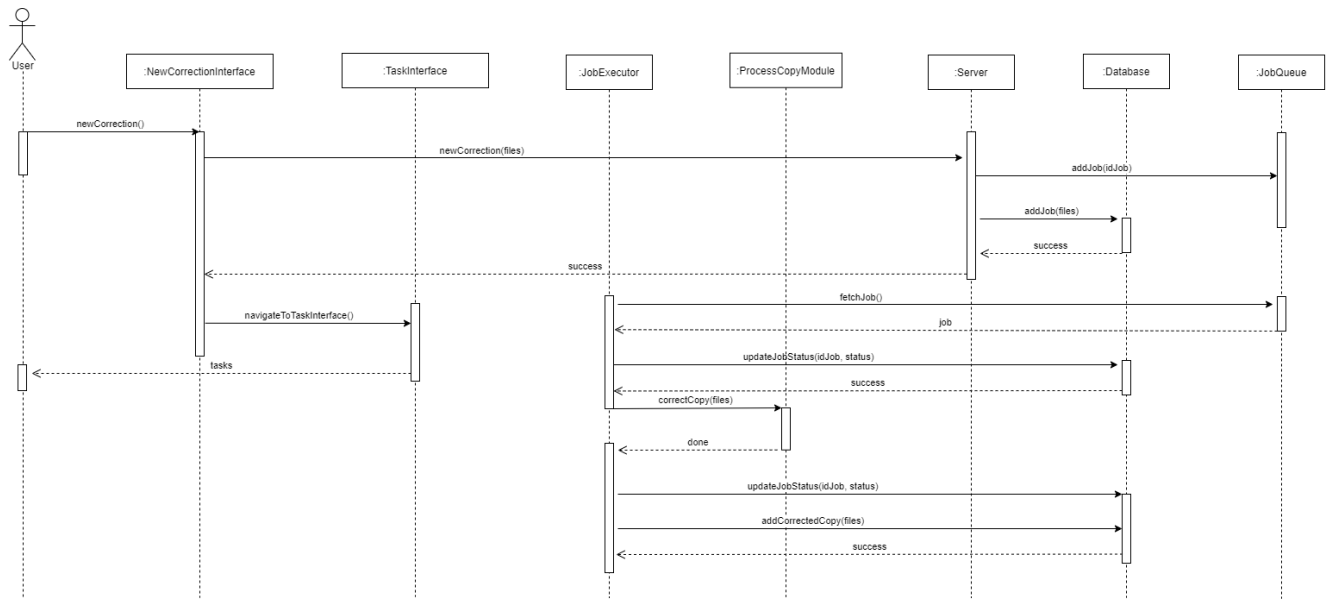 User
:NewCorrectionInterface
:TaskInterface
:JobExecutor
:ProcessCopyModule
:Server
:Database
:JobQueue
newCorrection()
newCorrection(files)
addJob(idJob)
addJob(files)
success
success
fetchJob()
navigateToTaskInterface()
job
updateJobStatus(idJob, status)
tasks
success
correctCopy(files)
done
updateJobStatus(idJob, status)
addCorrectedCopy(files)
success